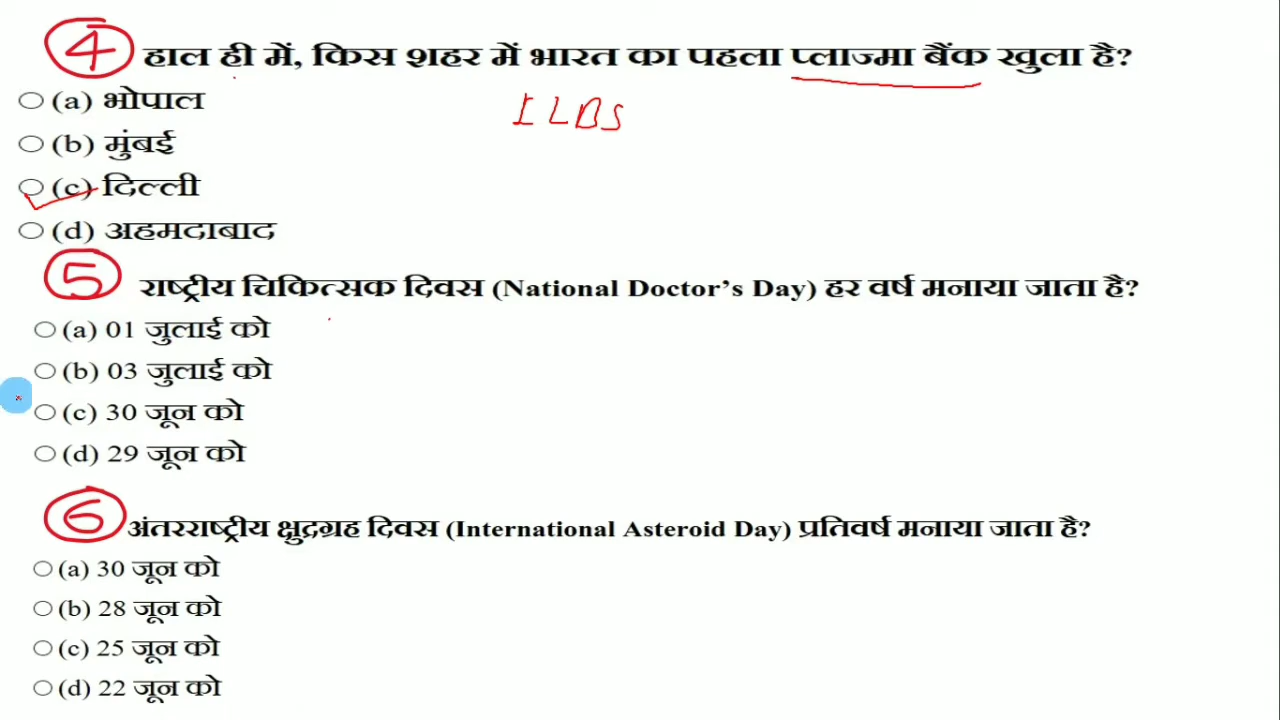 4 हाल ही में, किस शहर में भारत का पहला प्लाज्मा बैंक खुला है?
(a) भोपाल
ILBS
(b) मुंबई
(c) दिल्ली
(d) अहमदाबाद
5 राष्ट्रीय चिकित्सक दिवस (National Doctor’s Day) हर वर्ष मनाया जाता है?
(a) 01 जुलाई को
(b) 03 जुलाई को
(c) 30 जून को
(d) 29 जून को
6 अंतरराष्ट्रीय क्षुद्रग्रह दिवस (International Asteroid Day) प्रतिवर्ष मनाया जाता है?
(a) 30 जून को
(b) 28 जून को
(c) 25 जून को
(d) 22 जून को